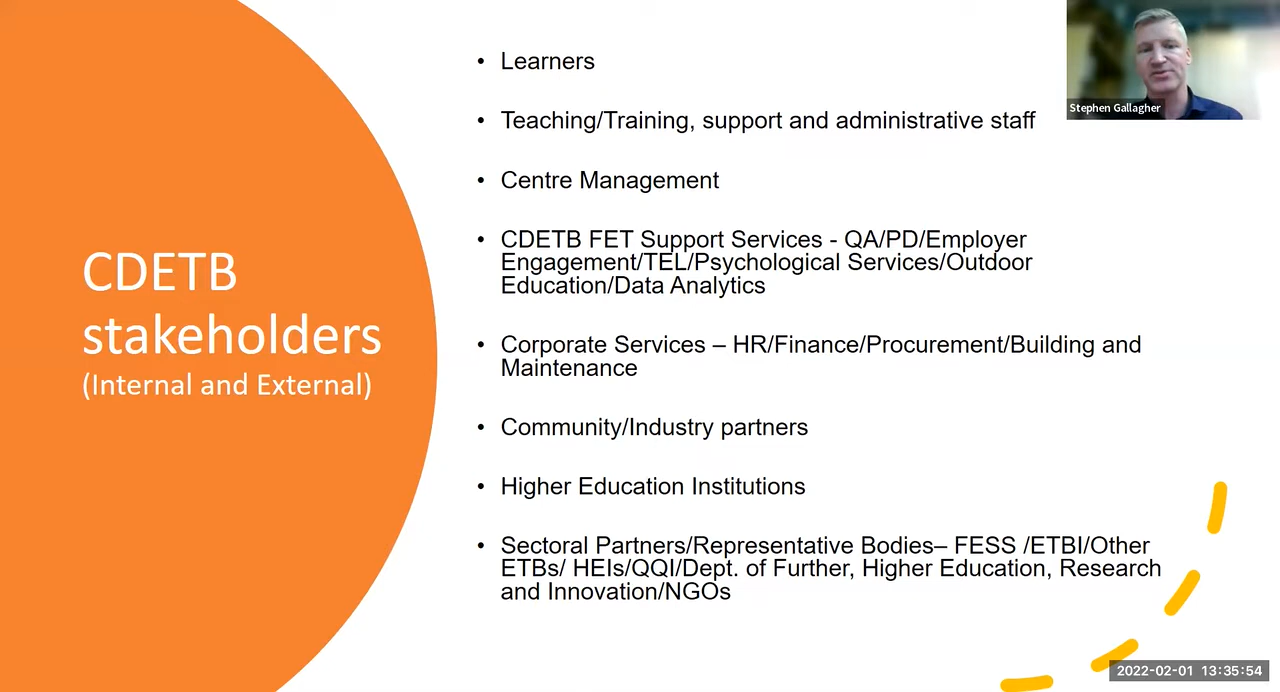 CDETB
stakeholders
(Internal and External)
• Learners
• Teaching/Training, support and administrative staff
• Centre Management
• CDETB FET Support Services - QA/PD/Employer
Engagement/TEL/Psychological Services/Outdoor
Education/Data Analytics
• Corporate Services – HR/Finance/Procurement/Building and
Maintenance
• Community/Industry partners
• Higher Education Institutions
• Sectoral Partners/Representative Bodies– FESS /ETBI/Other
ETBs/ HEIs/QQI/Dept. of Further, Higher Education, Research
and Innovation/NGOs
Stephen Gallagher
2022-02-01 13:35:54